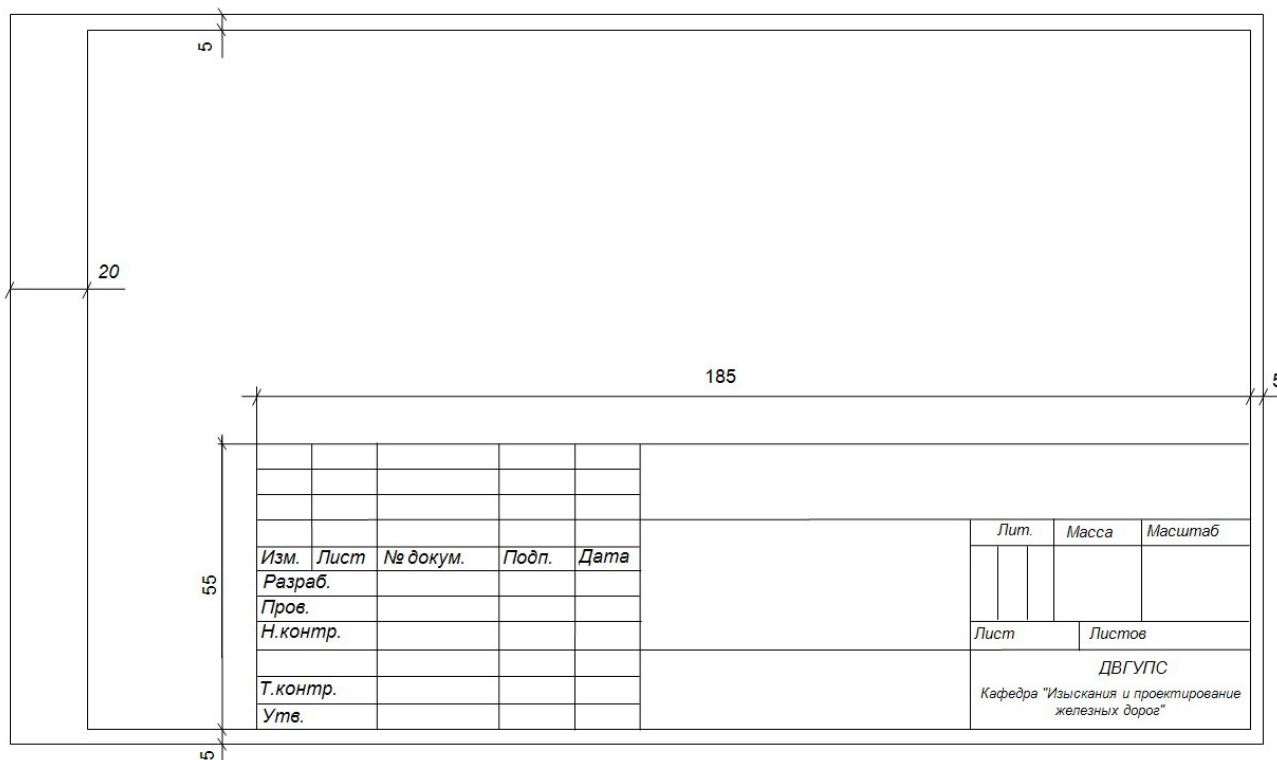 5
20
185
5
55
Лит. Масса Масштаб
Изм. Лист № докум. Подп. Дата
Разраб.
Пров.
Н.контр.
Лист Листов
ДВГУПС
Т.контр.
Кафедра "Изыскания и проектирование
железных дорог"
Утв.
5